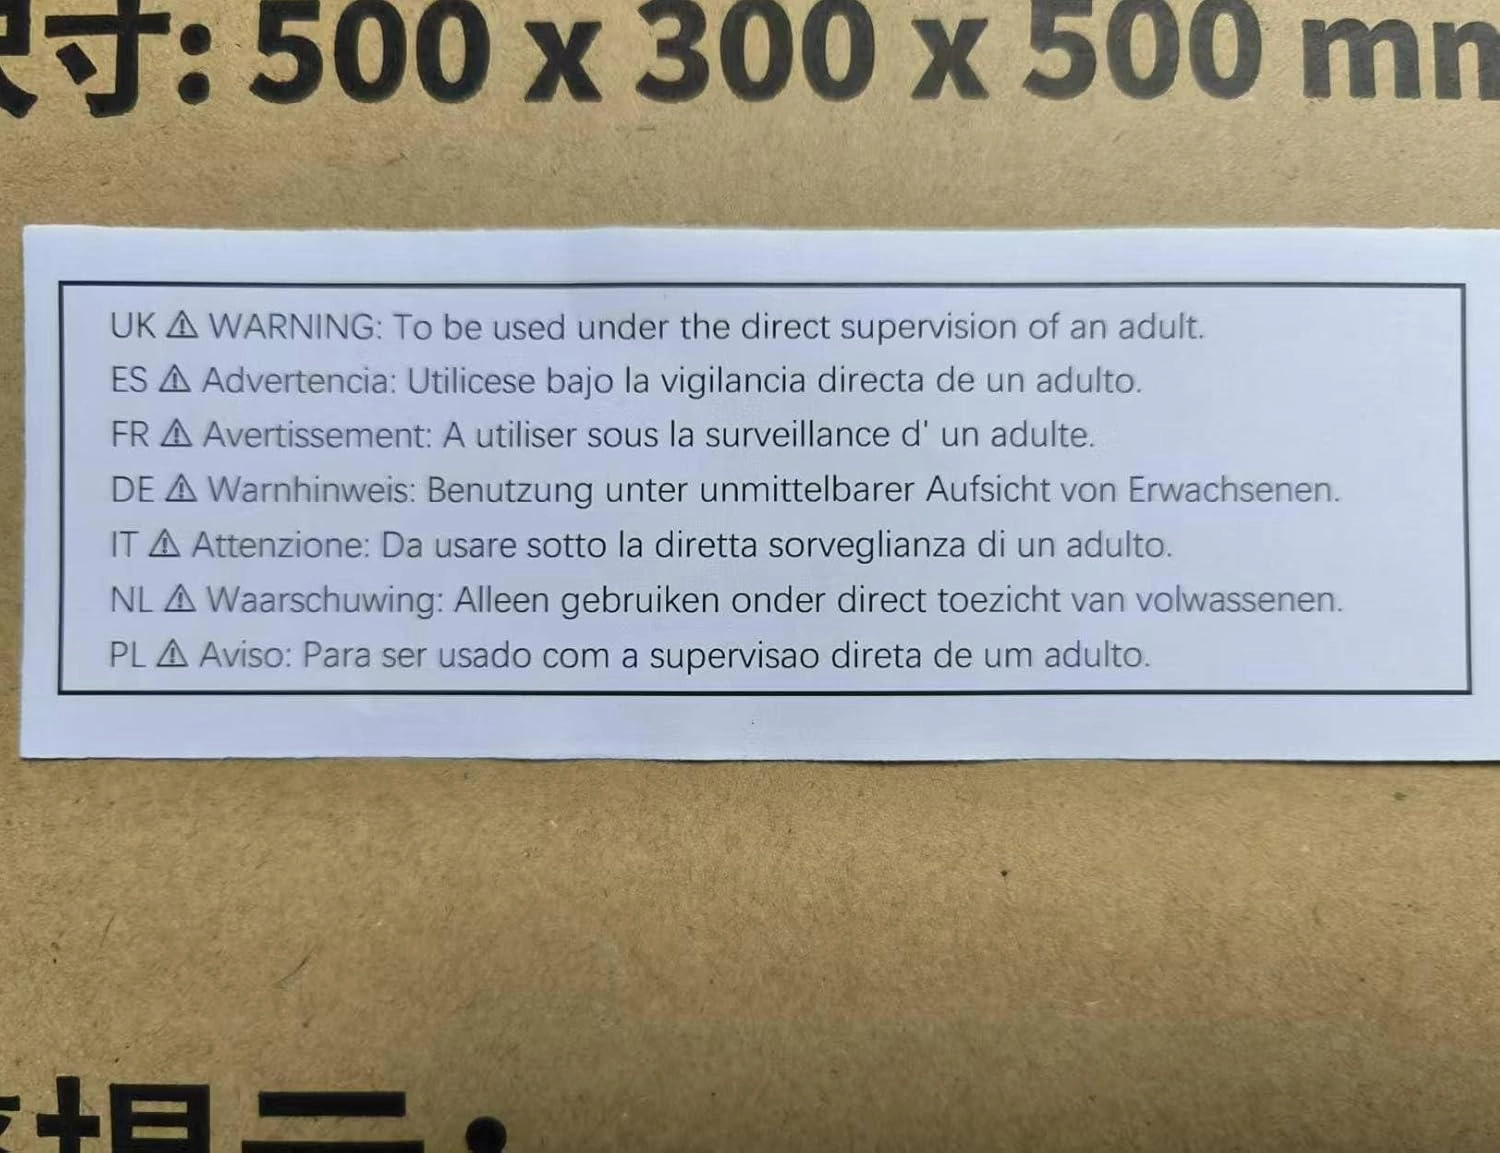 寸: 500 x 300 x 500 mm
UK ⚠ WARNING: To be used under the direct supervision of an adult.
ES ⚠ Advertencia: Utilicese bajo la vigilancia directa de un adulto.
FR ⚠ Avertissement: A utiliser sous la surveillance d' un adulte.
DE ⚠ Warnhinweis: Benutzung unter unmittelbarer Aufsicht von Erwachsenen.
IT ⚠ Attenzione: Da usare sotto la diretta sorveglianza di un adulto.
NL ⚠ Waarschuwing: Alleen gebruiken onder direct toezicht van volwassenen.
PL ⚠ Aviso: Para ser usado com a supervisao direta de um adulto.